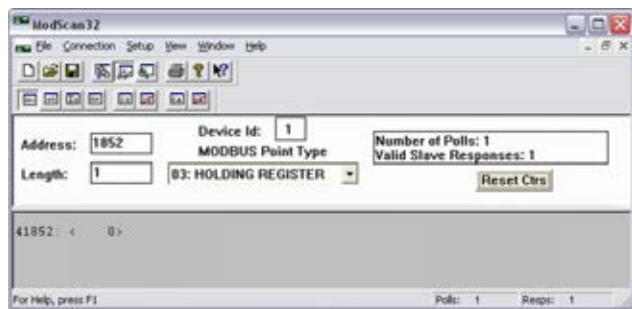 ModScan32
File Connection Setup View Window Help
Address: 1852
Device Id: 1
MODBUS Point Type
Length: 1
03: HOLDING REGISTER
Number of Polls: 1
Valid Slave Responses: 1
Reset Ctrs
41852: < 0>
For Help, press F1
Polls: 1
Resps: 1